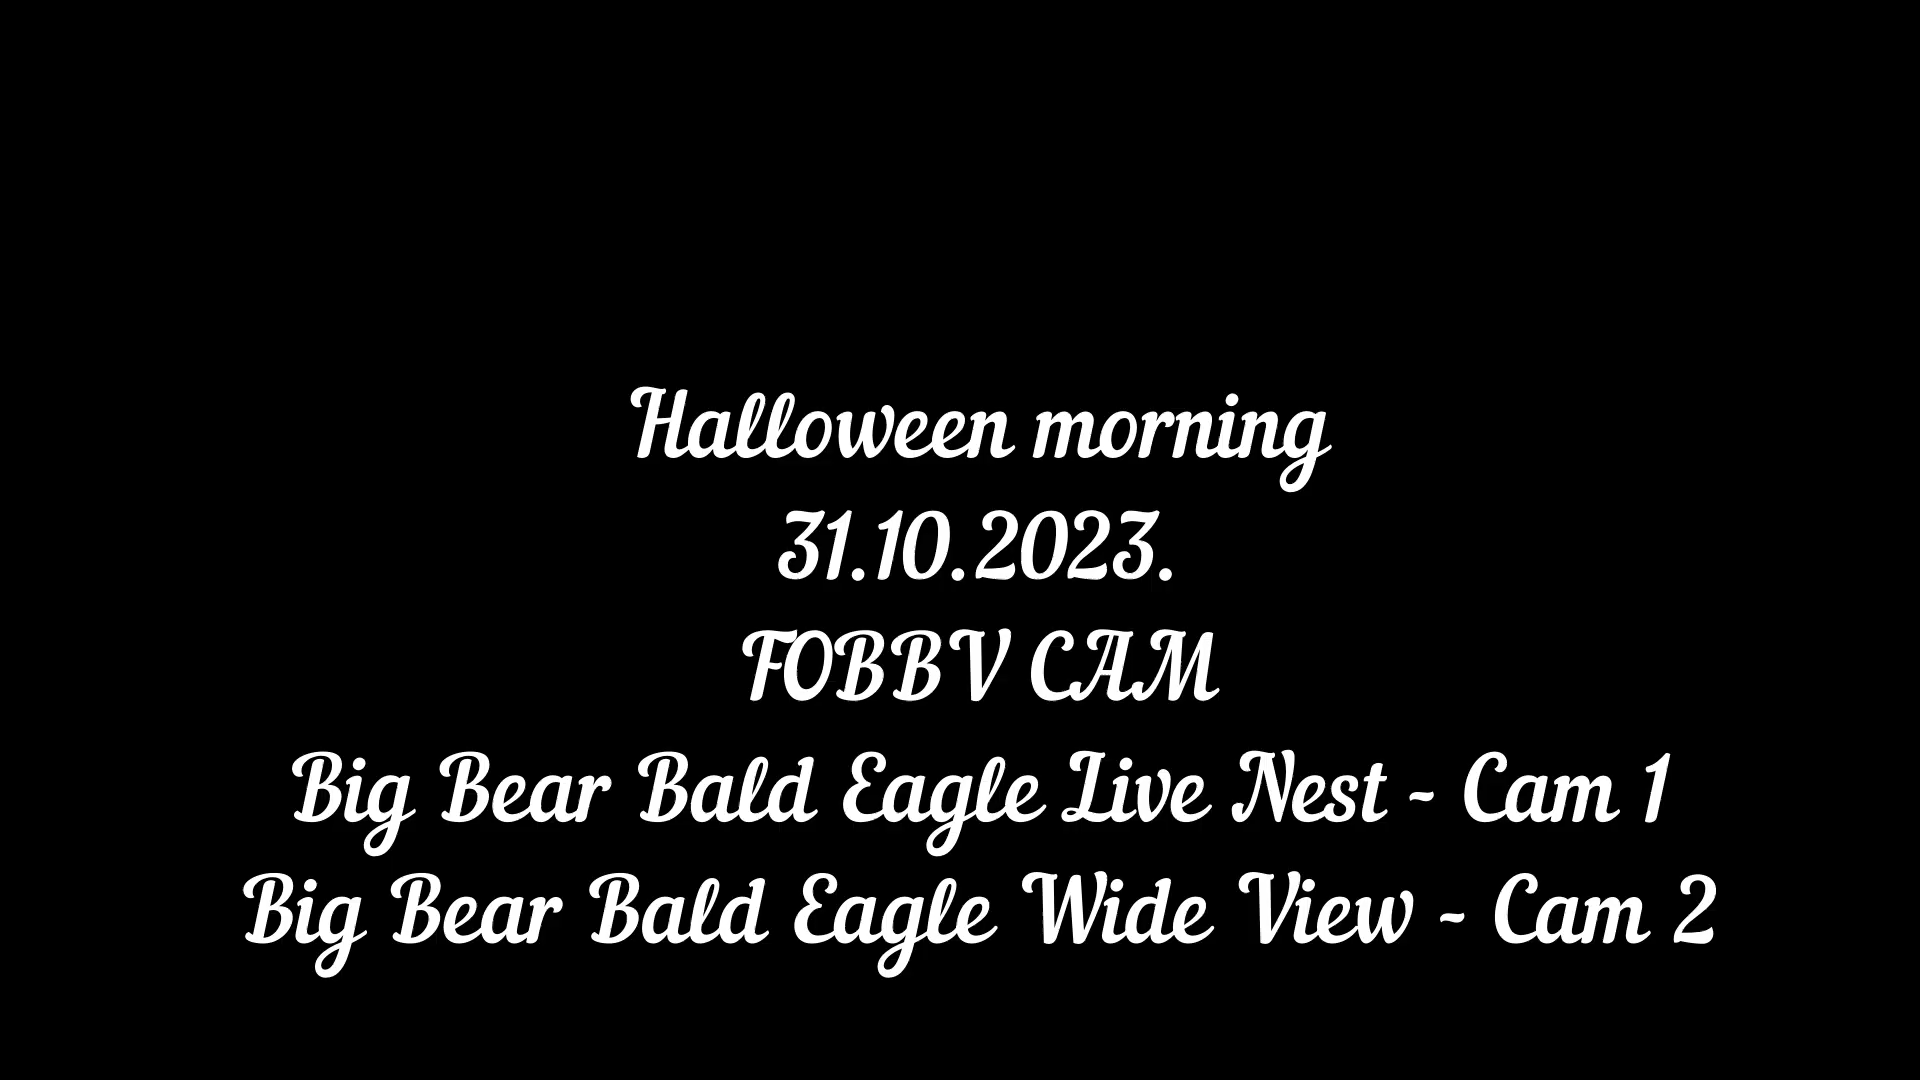 Halloween morning
31.10.2023.
FOBBV CAM
Big Bear Bald Eagle Live Nest - Cam 1
Big Bear Bald Eagle Wide View - Cam 2